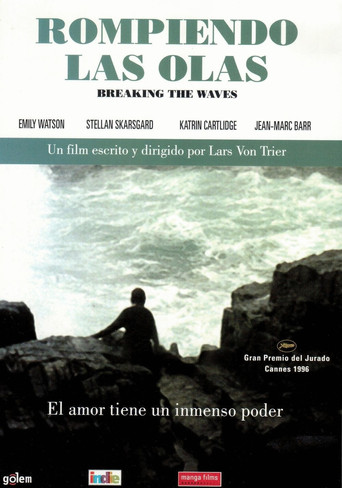 ROMPIENDO
LAS OLAS
BREAKING THE WAVES
EMILY WATSON STELLAN SKARSGARD KATRIN CARTLIDGE JEAN-MARC BARR
Un film escrito y dirigido por Lars Von Trier
Gran Premio del Jurado
Cannes 1996
El amor tiene un inmenso poder
golem indie manga films